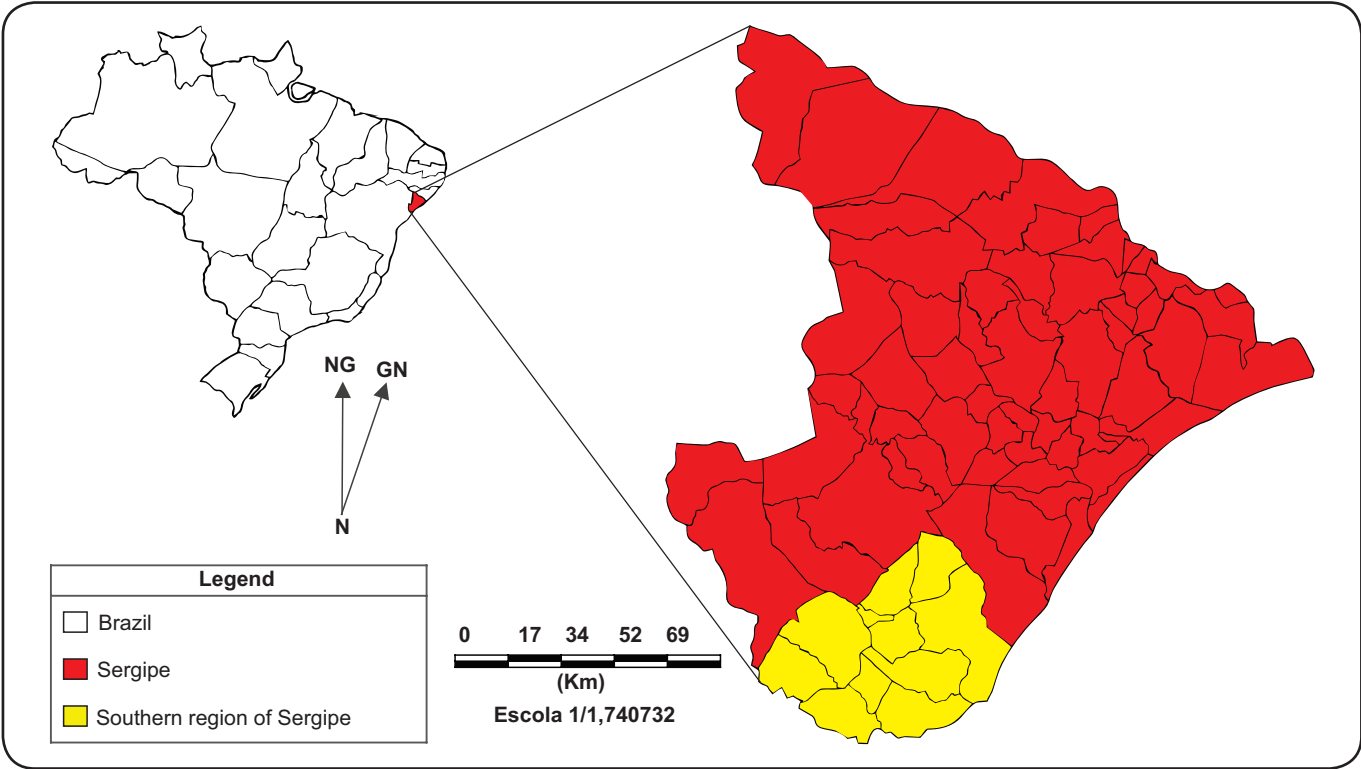 NG GN
N
Legend
Brazil
Sergipe
Southern region of Sergipe
0 17 34 52 69
(Km)
Escola 1/1,740732